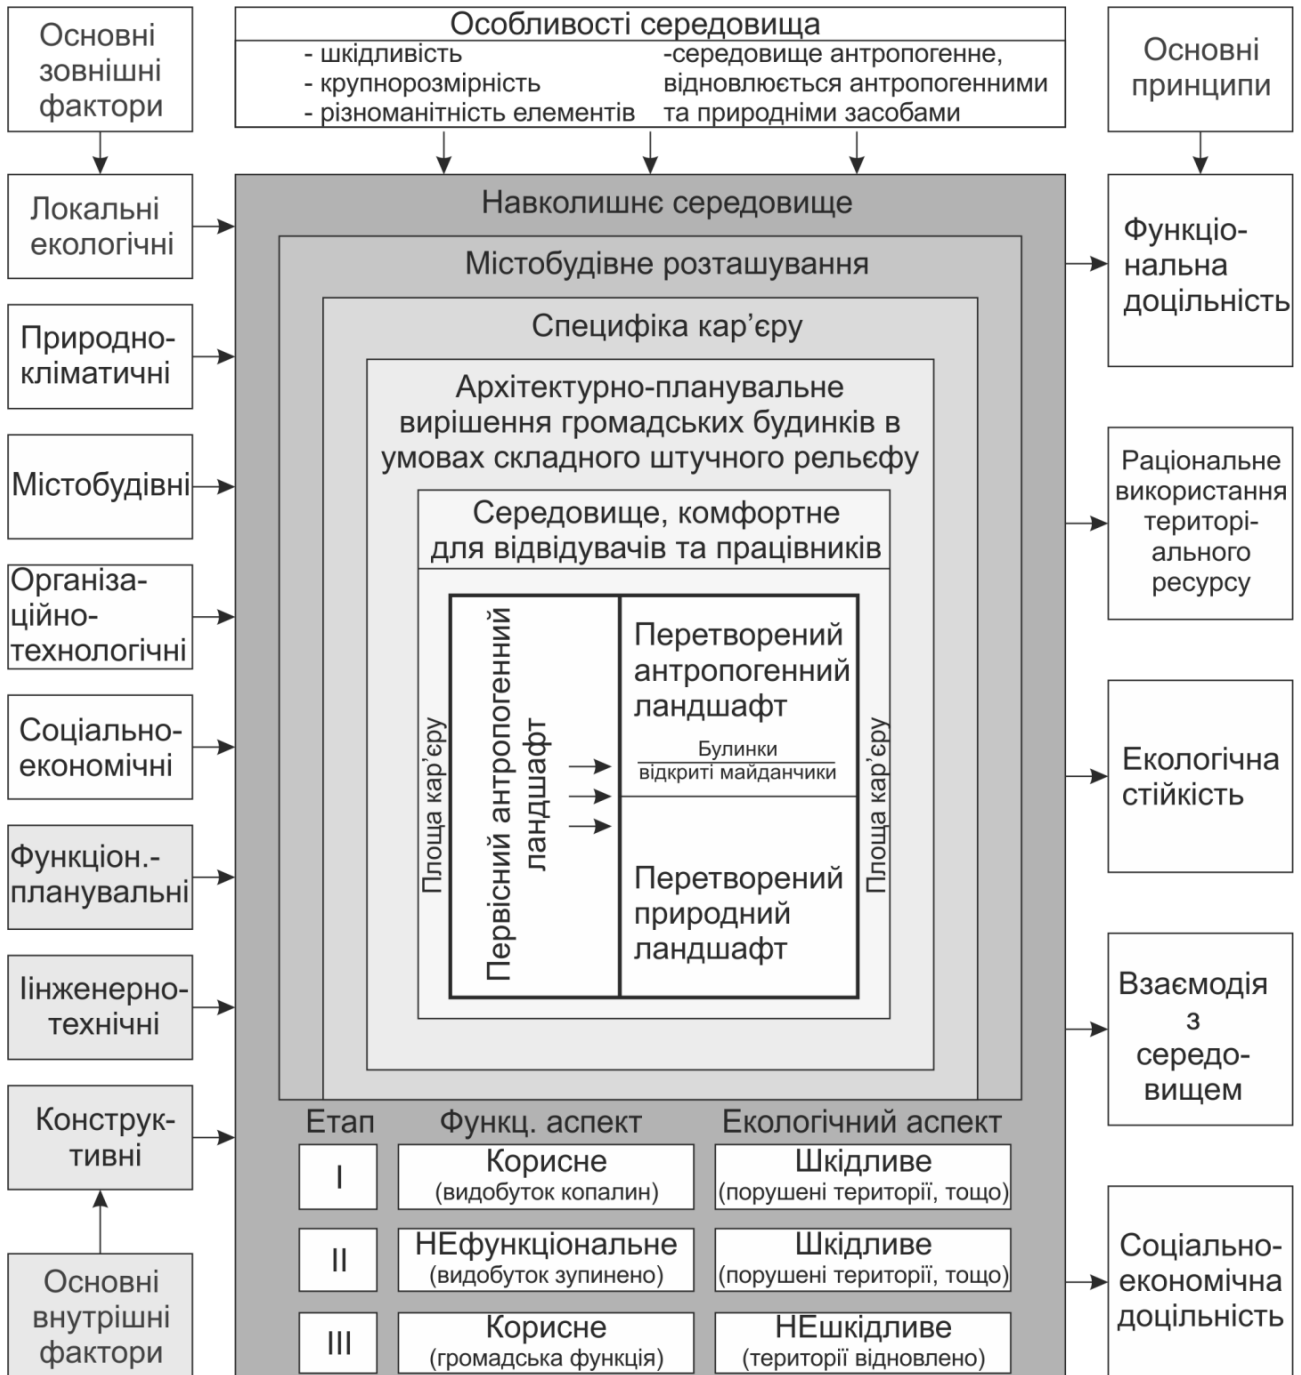 Основні
зовнішні
фактори
Локальні
екологічні
Природно-
кліматичні
Містобудівні
Організа-
ційно-
технологічні
Соціально-
економічні
Функціон.-
планувальні
Іінженерно-
технічні
Конструк-
тивні
Основні
внутрішні
фактори
Особливості середовища
- шкідливість
- крупнорозмірність
- різноманітність елементів
-середовище антропогенне,
відновлюється антропогенними
та природніми засобами
Навколишнє середовище
Містобудівне розташування
Специфіка кар’єру
Архітектурно-планувальне
вирішення громадських будинків в
умовах складного штучного рельєфу
Середовище, комфортне
для відвідувачів та працівників
Площа кар’єру
Первісний антропогенний
ландшафт
Перетворений
антропогенний
ландшафт
Булинки
відкриті майданчики
Перетворений
природний
ландшафт
Площа кар’єру
Етап Функц. аспект Екологічний аспект
I Корисне Шкідливе
(видобуток копалин) (порушені території, тощо)
II НЕфункціональне Шкідливе
(видобуток зупинено) (порушені території, тощо)
III Корисне НЕшкідливе
(громадська функція) (території відновлено)
Основні
принципи
Функціо-
нальна
доцільність
Раціональне
використання
територі-
ального
ресурсу
Екологічна
стійкість
Взаємодія
з
середо-
вищем
Соціально-
економічна
доцільність